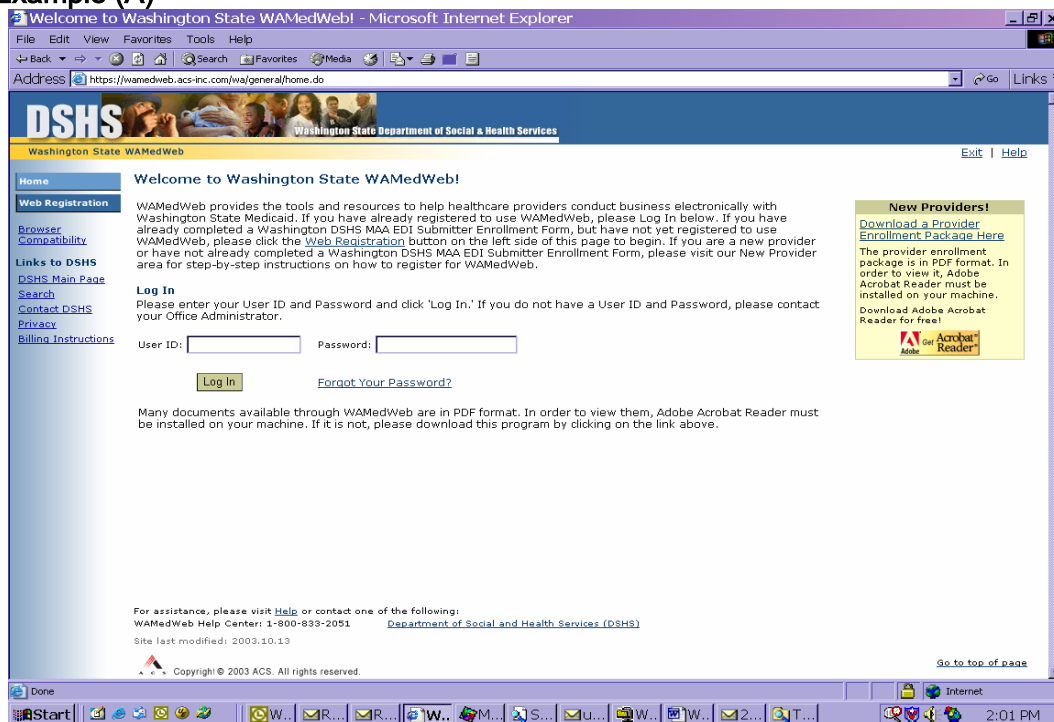 Example (A)
Welcome to Washington State WAMedWeb! - Microsoft Internet Explorer
File Edit View Favorites Tools Help
Back Search Favorites Media
Address https://wamedweb.acs-inc.com/wa/general/home.do Go Links
DSHS
Washington State Department of Social & Health Services
Washington State WAMedWeb
Exit | Help
Home
Web Registration
Browser
Compatibility
Links to DSHS
DSHS Main Page
Search
Contact DSHS
Privacy
Billing Instructions
Welcome to Washington State WAMedWeb!
WAMedWeb provides the tools and resources to help healthcare providers conduct business electronically with
Washington State Medicaid. If you have already registered to use WAMedWeb, please Log In below. If you have
already completed a Washington DSHS MAA EDI Submitter Enrollment Form, but have not yet registered to use
WAMedWeb, please click the Web Registration button on the left side of this page to begin. If you are a new provider
or have not already completed a Washington DSHS MAA EDI Submitter Enrollment Form, please visit our New Provider
area for step-by-step instructions on how to register for WAMedWeb.
Log In
Please enter your User ID and Password and click 'Log In.' If you do not have a User ID and Password, please contact
your Office Administrator.
User ID: Password:
Log In Forgot Your Password?
Many documents available through WAMedWeb are in PDF format. In order to view them, Adobe Acrobat Reader must
be installed on your machine. If it is not, please download this program by clicking on the link above.
New Providers!
Download a Provider
Enrollment Package Here
The provider enrollment
package is in PDF format. In
order to view it, Adobe
Acrobat Reader must be
installed on your machine.
Download Adobe Acrobat
Reader for free!
Adobe Get Acrobat
Reader
For assistance, please visit Help or contact one of the following:
WAMedWeb Help Center: 1-800-833-2051 Department of Social and Health Services (DSHS)
Site last modified: 2003.10.13
A C S Copyright © 2003 ACS. All rights reserved.
Go to top of page
Done Internet
Start W.. R... R... W.. M... S... u... W... W... 2... T... 2:01 PM